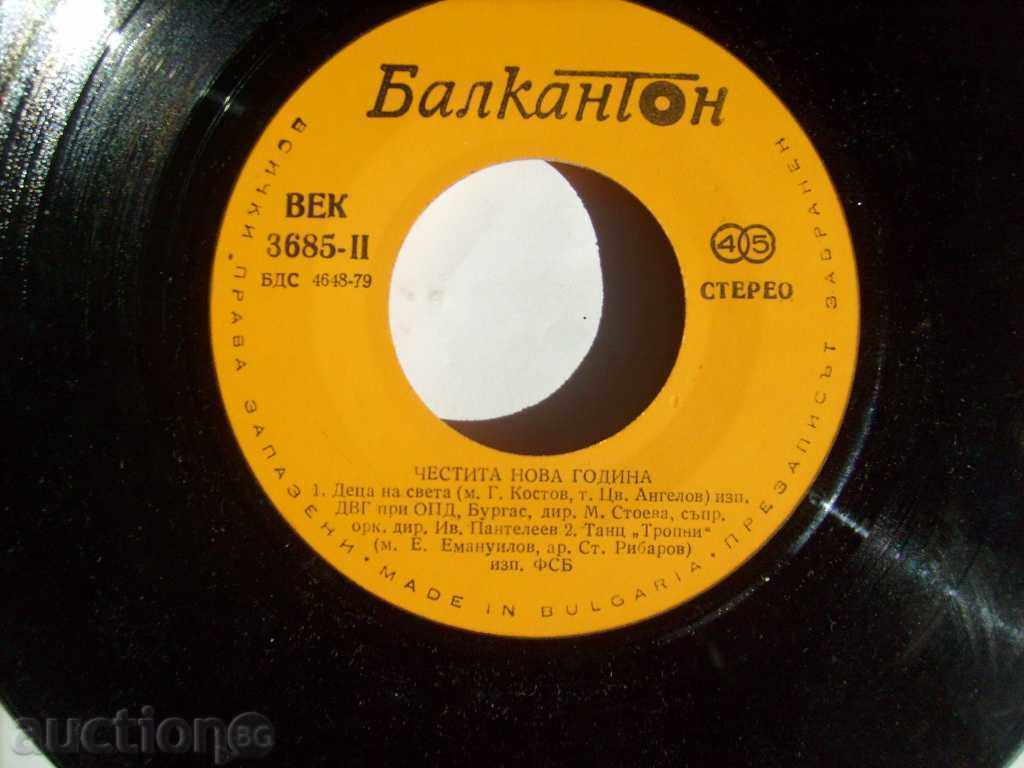 Балкантон
ВЕК
3685-II
БДС 4648-79
45
СТЕРЕО
ВСИЧКИ ПРАВА ЗАПАЗЕНИ · MADE IN BULGARIA · ПРЕЗАПИСЪТ ЗАБРАНЕН
ЧЕСТИТА НОВА ГОДИНА
1. Деца на света (м. Г. Костов, т. Цв. Ангелов) изп.
ДВГ при ОПД, Бургас, дир. М. Стоева, съпр.
орк. дир. Ив. Пантелеев 2. Танц „Тропни“
(м. Е. Емануилов, ар. Ст. Рибаров)
изп. ФСБ
auction BG